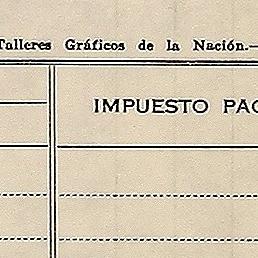 Talleres Gráficos de la Nación.—
IMPUESTO PAG